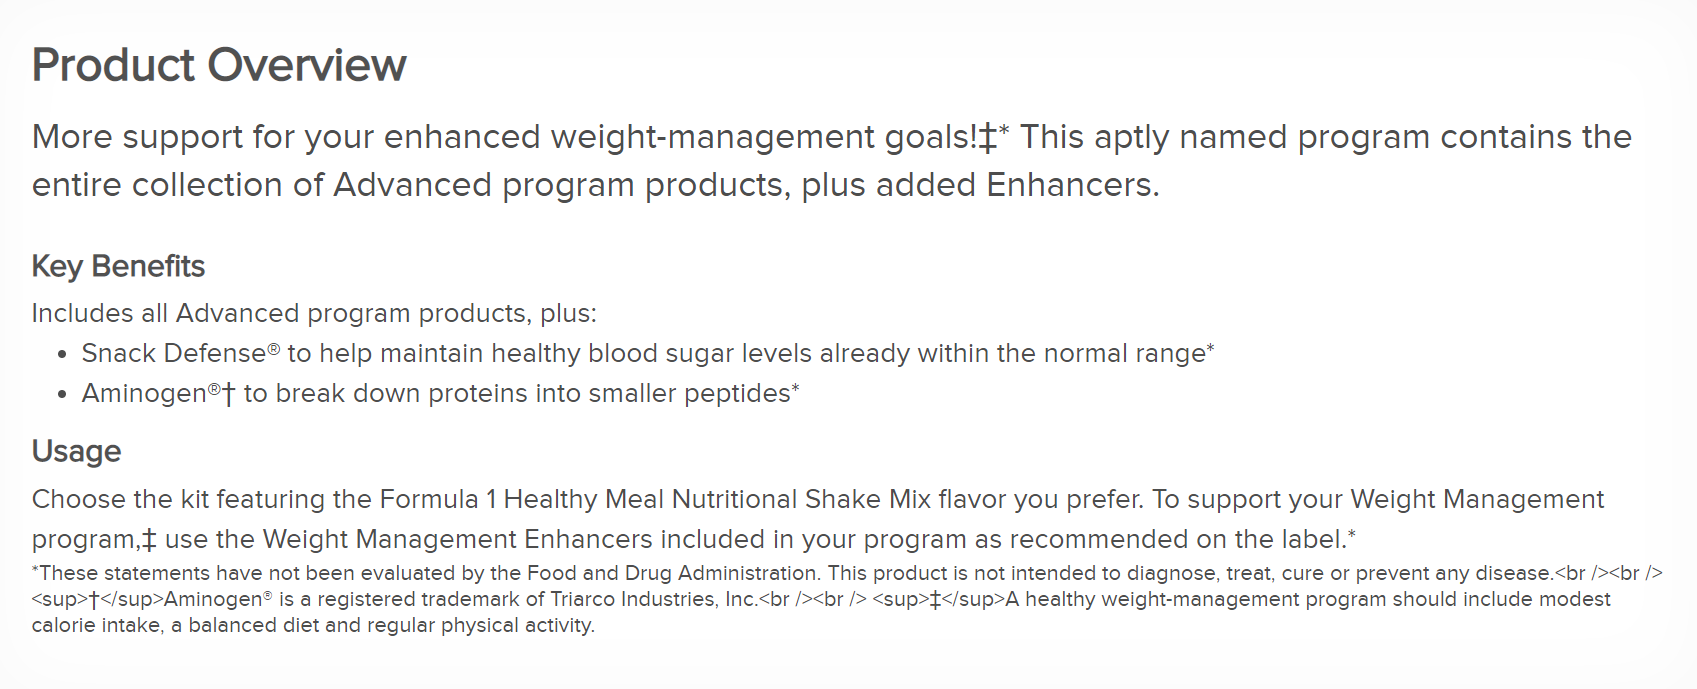 Product Overview
More support for your enhanced weight-management goals!‡* This aptly named program contains the
entire collection of Advanced program products, plus added Enhancers.
Key Benefits
Includes all Advanced program products, plus:
• Snack Defense® to help maintain healthy blood sugar levels already within the normal range*
• Aminogen®† to break down proteins into smaller peptides*
Usage
Choose the kit featuring the Formula 1 Healthy Meal Nutritional Shake Mix flavor you prefer. To support your Weight Management
program,‡ use the Weight Management Enhancers included in your program as recommended on the label.*
*These statements have not been evaluated by the Food and Drug Administration. This product is not intended to diagnose, treat, cure or prevent any disease.<br /><br />
<sup>†</sup>Aminogen® is a registered trademark of Triarco Industries, Inc.<br /><br /> <sup>‡</sup>A healthy weight-management program should include modest
calorie intake, a balanced diet and regular physical activity.